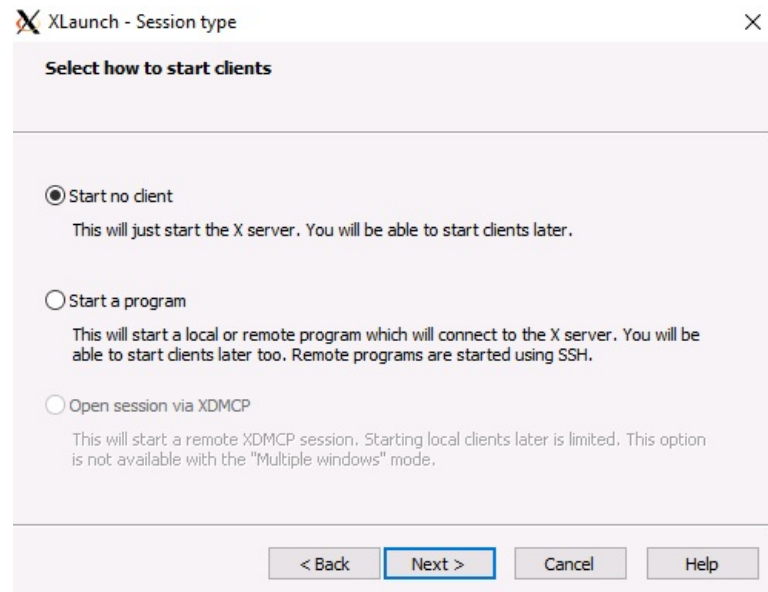 XLaunch - Session type
Select how to start clients
Start no client
This will just start the X server. You will be able to start clients later.
Start a program
This will start a local or remote program which will connect to the X server. You will be
able to start clients later too. Remote programs are started using SSH.
Open session via XDMCP
This will start a remote XDMCP session. Starting local clients later is limited. This option
is not available with the "Multiple windows" mode.
< Back Next > Cancel Help